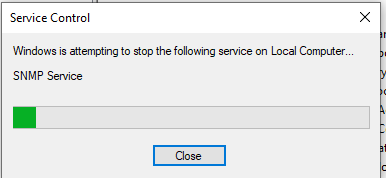 Service Control
Windows is attempting to stop the following service on Local Computer...
SNMP Service
Close